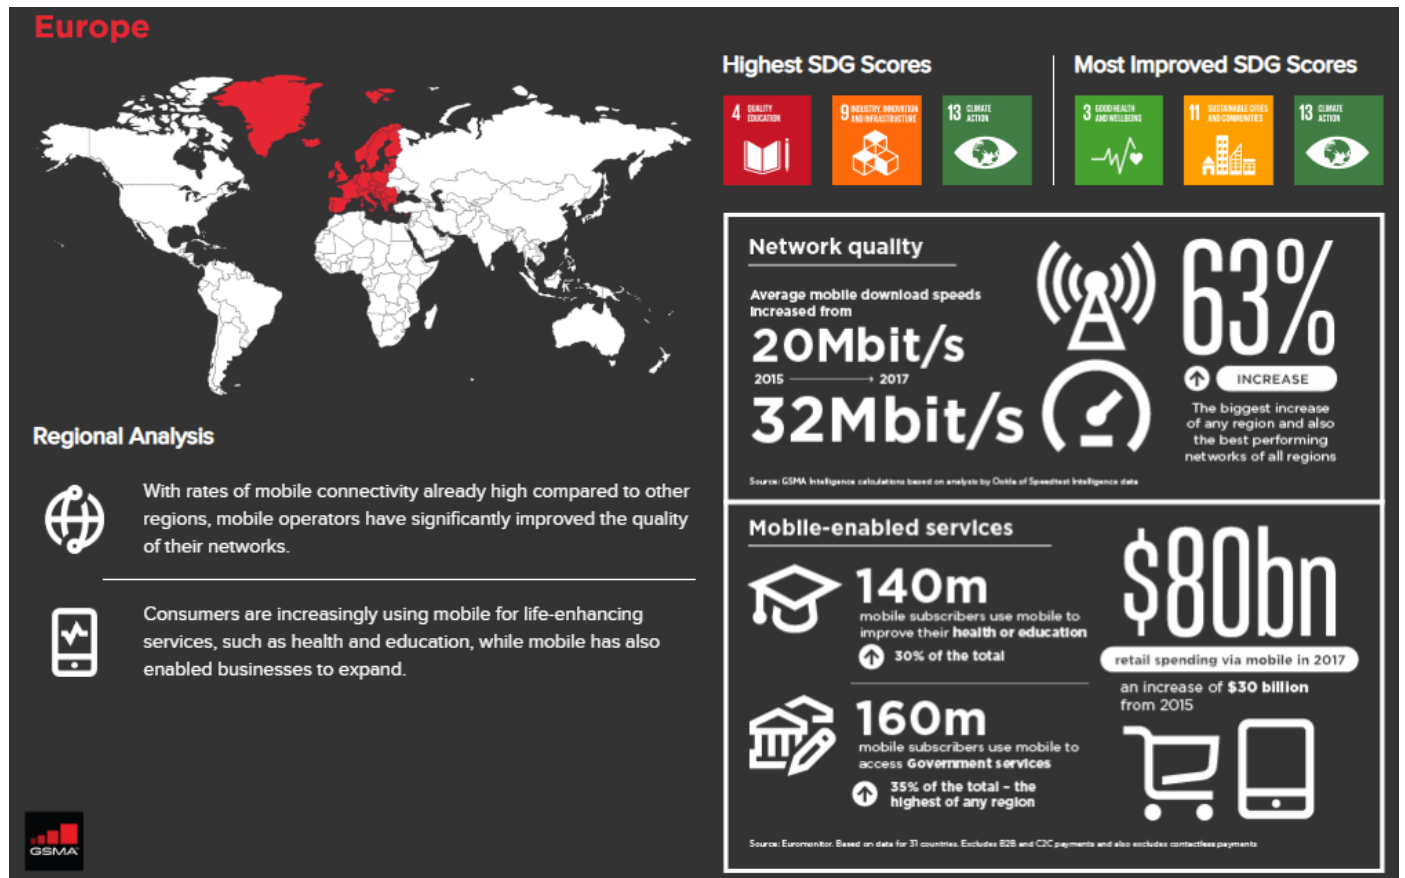 Europe
Highest SDG Scores
Most Improved SDG Scores
4 QUALITY
EDUCATION
9 INDUSTRY, INNOVATION
AND INFRASTRUCTURE
13 CLIMATE
ACTION
3 GOOD HEALTH
AND WELLBEING
11 SUSTAINABLE CITIES
AND COMMUNITIES
13 CLIMATE
ACTION
Network quality
Average mobile download speeds
increased from
20Mbit/s
2015 → 2017
32Mbit/s
63%
INCREASE
The biggest increase
of any region and also
the best performing
networks of all regions
Source: GSMA Intelligence calculations based on analysis by Ookla of Speedtest Intelligence data
Regional Analysis
With rates of mobile connectivity already high compared to other
regions, mobile operators have significantly improved the quality
of their networks.
Consumers are increasingly using mobile for life-enhancing
services, such as health and education, while mobile has also
enabled businesses to expand.
Mobile-enabled services
140m
mobile subscribers use mobile to
improve their health or education
30% of the total
160m
mobile subscribers use mobile to
access Government services
35% of the total – the
highest of any region
$80bn
retail spending via mobile in 2017
an increase of $30 billion
from 2015
Source: Euromonitor. Based on data for 31 countries. Excludes B2B and C2C payments and also excludes contactless payments
GSMA